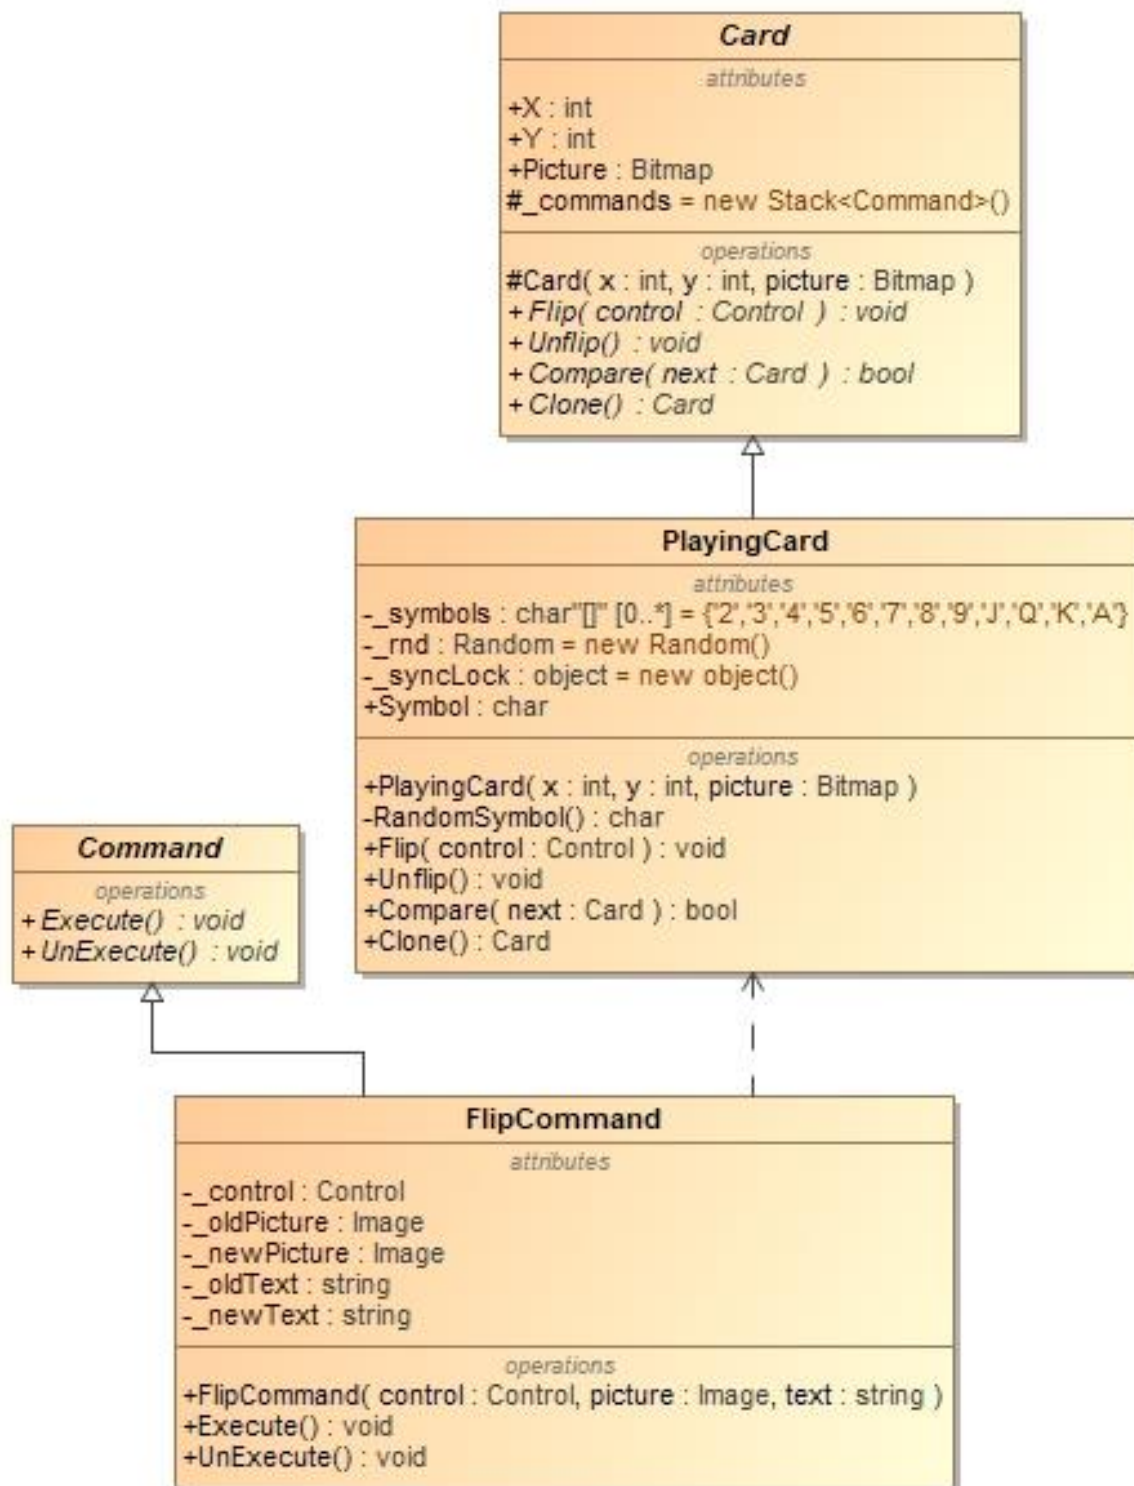 Card
attributes
+X : int
+Y : int
+Picture : Bitmap
#_commands = new Stack<Command>()
operations
#Card( x : int, y : int, picture : Bitmap )
+Flip( control : Control ) : void
+Unflip() : void
+Compare( next : Card ) : bool
+Clone() : Card
PlayingCard
attributes
-_symbols : char"[]" [0..*] = {'2','3','4','5','6','7','8','9','J','Q','K','A'}
-_rnd : Random = new Random()
-_syncLock : object = new object()
+Symbol : char
operations
+PlayingCard( x : int, y : int, picture : Bitmap )
-RandomSymbol() : char
+Flip( control : Control ) : void
+Unflip() : void
+Compare( next : Card ) : bool
+Clone() : Card
Command
operations
+Execute() : void
+UnExecute() : void
FlipCommand
attributes
-_control : Control
-_oldPicture : Image
-_newPicture : Image
-_oldText : string
-_newText : string
operations
+FlipCommand( control : Control, picture : Image, text : string )
+Execute() : void
+UnExecute() : void